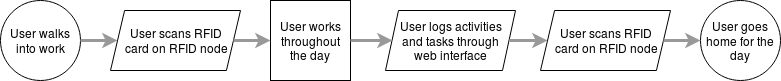 User walks
into work
User scans RFID
card on RFID node
User works
throughout
the day
User logs activities
and tasks through
web interface
User scans RFID
card on RFID node
User goes
home for the
day